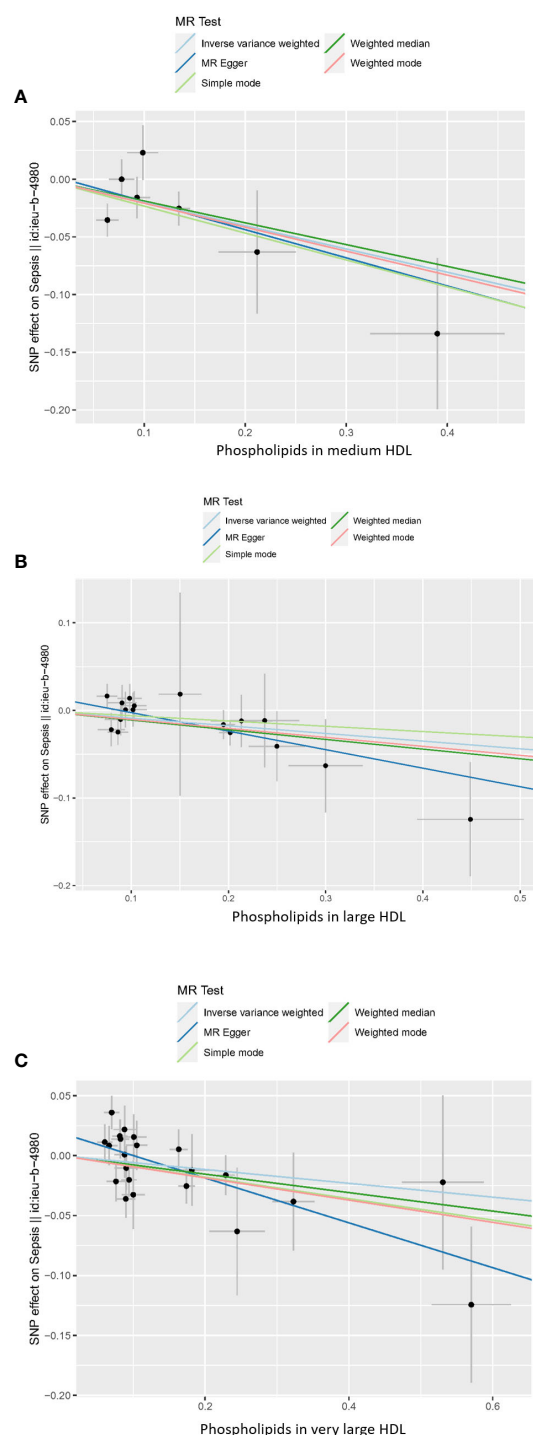 MR Test
Inverse variance weighted
Weighted median
MR Egger
Weighted mode
Simple mode
A
SNP effect on Sepsis || id:ieu-b-4980
0.05
0.00
−0.05
−0.10
−0.15
−0.20
0.1
0.2
0.3
0.4
Phospholipids in medium HDL
MR Test
Inverse variance weighted
Weighted median
MR Egger
Weighted mode
Simple mode
B
SNP effect on Sepsis || id:ieu-b-4980
0.1
0.0
−0.1
−0.2
0.1
0.2
0.3
0.4
0.5
Phospholipids in large HDL
MR Test
Inverse variance weighted
Weighted median
MR Egger
Weighted mode
Simple mode
C
SNP effect on Sepsis || id:ieu-b-4980
0.05
0.00
−0.05
−0.10
−0.15
−0.20
0.2
0.4
0.6
Phospholipids in very large HDL